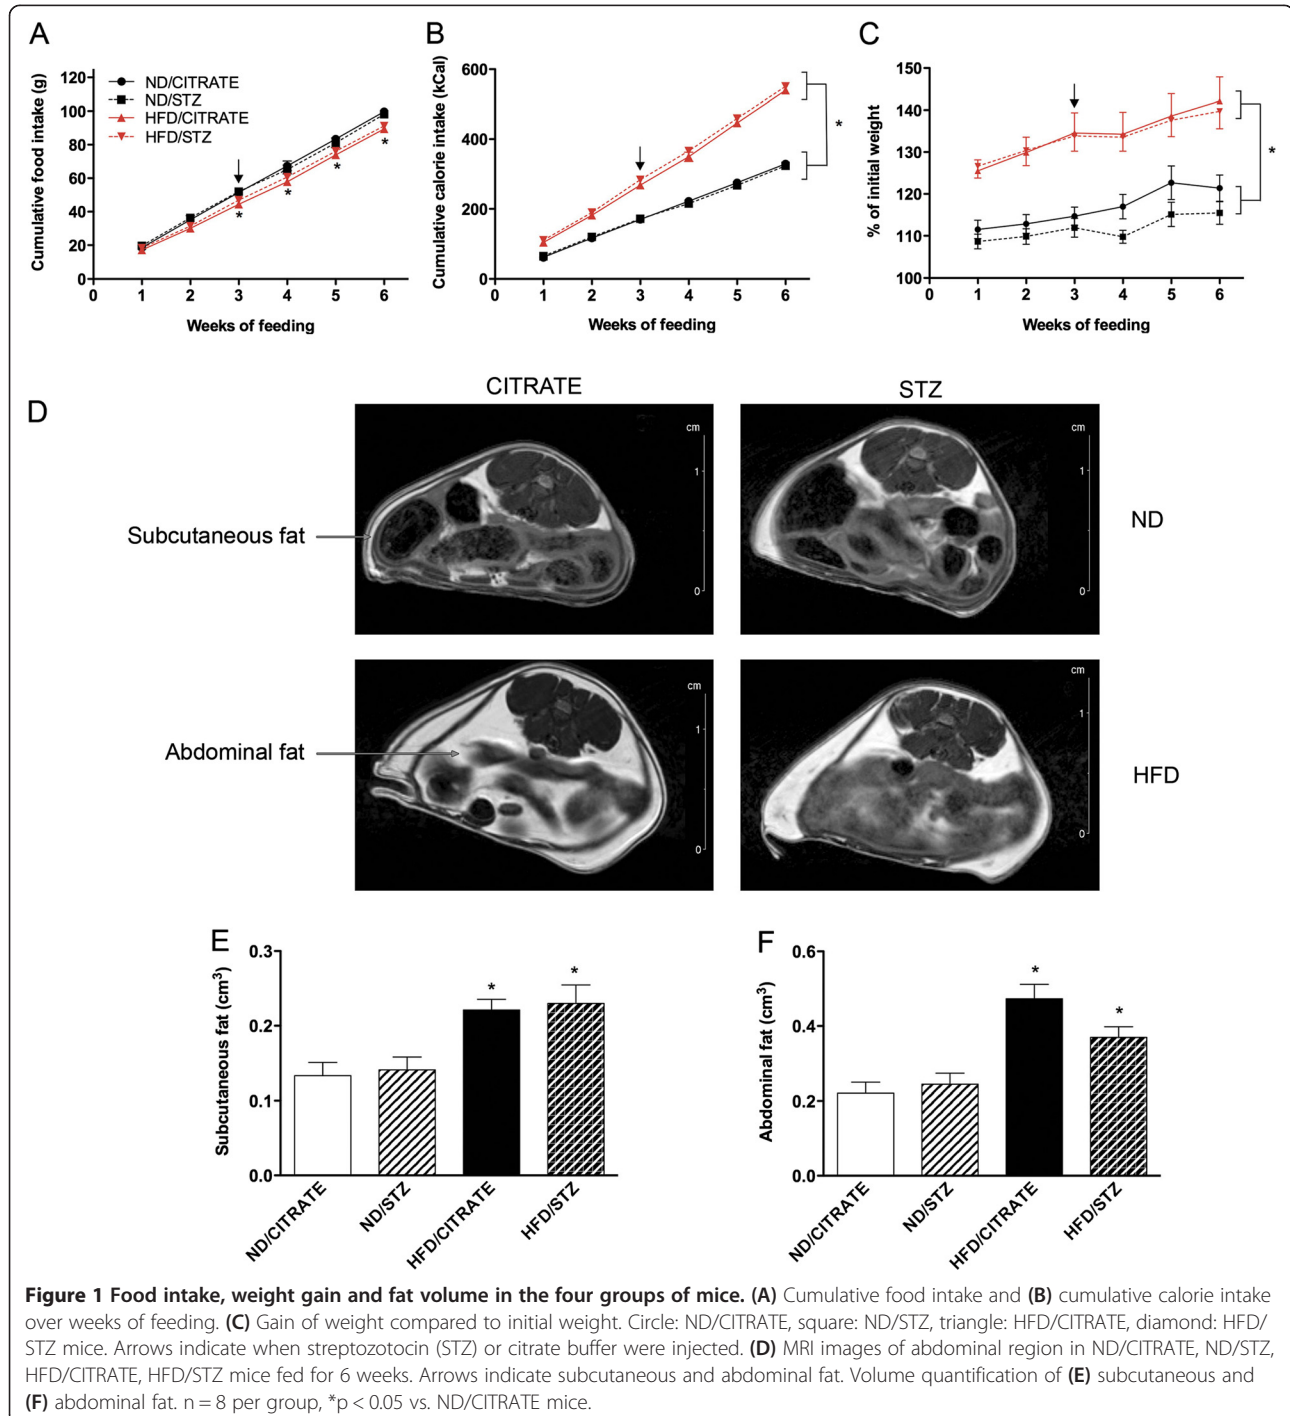 A
Cumulative food intake (g)
120
100
80
60
40
20
0
0 1 2 3 4 5 6
Weeks of feeding
ND/CITRATE
ND/STZ
HFD/CITRATE
HFD/STZ
* * * *
B
Cumulative calorie intake (kCal)
600
400
200
0
0 1 2 3 4 5 6
Weeks of feeding
*
C
% of initial weight
150
140
130
120
110
100
0 1 2 3 4 5 6
Weeks of feeding
*
D
CITRATE
STZ
Subcutaneous fat
cm
1
0
cm
1
0
ND
Abdominal fat
cm
1
0
cm
1
0
HFD
E
Subcutaneous fat (cm³)
0.3
0.2
0.1
0.0
* *
ND/CITRATE
ND/STZ
HFD/CITRATE
HFD/STZ
F
Abdominal fat (cm³)
0.6
0.4
0.2
0.0
* *
ND/CITRATE
ND/STZ
HFD/CITRATE
HFD/STZ
Figure 1 Food intake, weight gain and fat volume in the four groups of mice. (A) Cumulative food intake and (B) cumulative calorie intake
over weeks of feeding. (C) Gain of weight compared to initial weight. Circle: ND/CITRATE, square: ND/STZ, triangle: HFD/CITRATE, diamond: HFD/
STZ mice. Arrows indicate when streptozotocin (STZ) or citrate buffer were injected. (D) MRI images of abdominal region in ND/CITRATE, ND/STZ,
HFD/CITRATE, HFD/STZ mice fed for 6 weeks. Arrows indicate subcutaneous and abdominal fat. Volume quantification of (E) subcutaneous and
(F) abdominal fat. n = 8 per group, *p < 0.05 vs. ND/CITRATE mice.